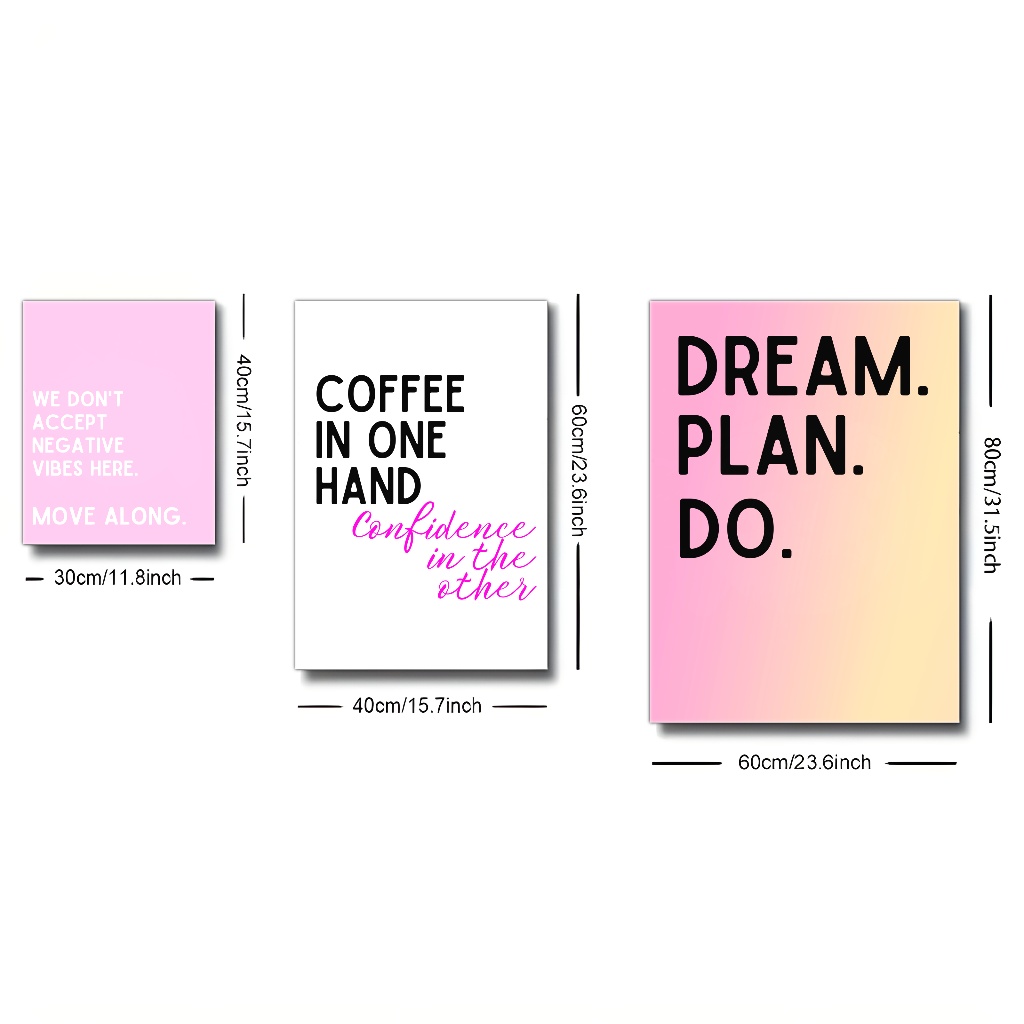 WE DON'T
ACCEPT
NEGATIVE
VIBES HERE.
MOVE ALONG.
40cm/15.7inch
30cm/11.8inch
COFFEE
IN ONE
HAND
Confidence
in the
other
60cm/23.6inch
40cm/15.7inch
DREAM.
PLAN.
DO.
80cm/31.5inch
60cm/23.6inch